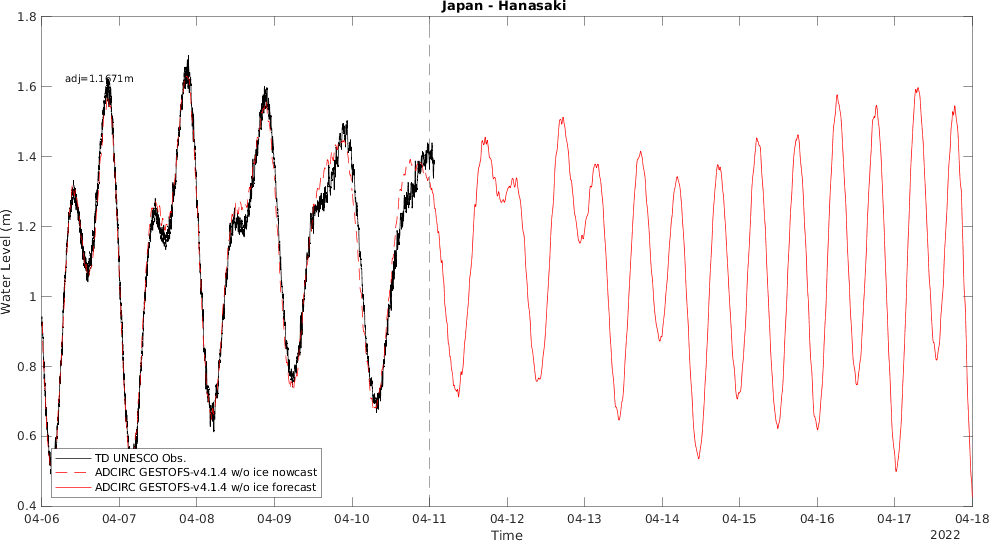 Japan - Hanasaki
1.8
1.6
1.4
1.2
1
0.8
0.6
0.4
Water Level (m)
adj=1.1671m
TD UNESCO Obs.
ADCIRC GESTOFS-v4.1.4 w/o ice nowcast
ADCIRC GESTOFS-v4.1.4 w/o ice forecast
04-06 04-07 04-08 04-09 04-10 04-11 04-12 04-13 04-14 04-15 04-16 04-17 04-18
Time
2022